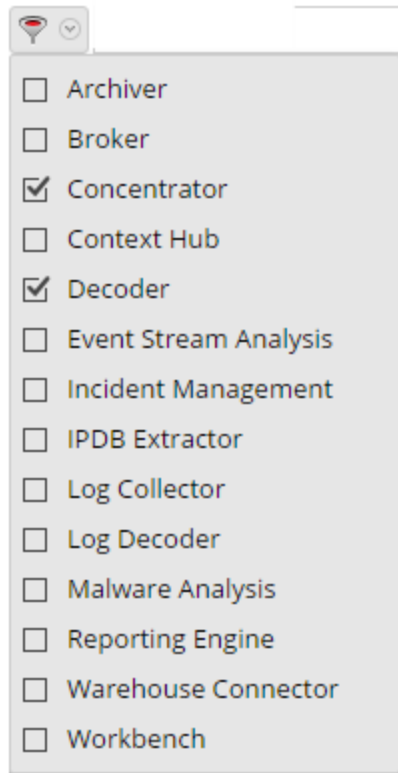 Archiver
Broker
Concentrator
Context Hub
Decoder
Event Stream Analysis
Incident Management
IPDB Extractor
Log Collector
Log Decoder
Malware Analysis
Reporting Engine
Warehouse Connector
Workbench